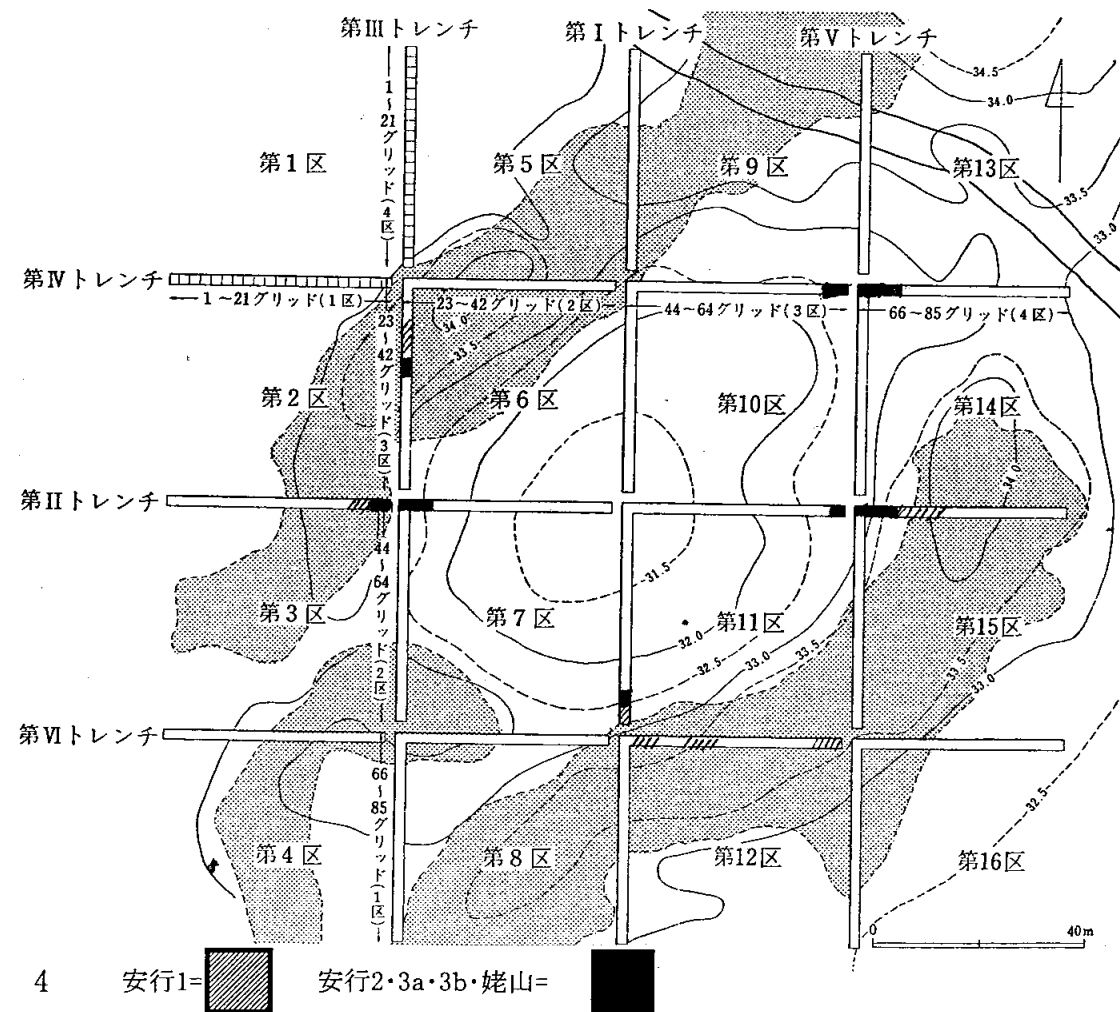 第Ⅲトレンチ
第Ⅰトレンチ
第Ⅴトレンチ
34.5
34.0
1~21グリッド(4区)
第1区
第5区
第9区
第13区
33.5
33.0
第Ⅳトレンチ
1~21グリッド(1区)
23~42グリッド(2区)
44~64グリッド(3区)
66~85グリッド(4区)
34.0
33.5
23~42グリッド(3区)
第2区
第6区
第10区
第14区
34.0
第Ⅱトレンチ
31.5
44~64グリッド(2区)
第3区
第7区
第11区
第15区
32.0
32.5
33.0
33.5
33.5
33.0
第Ⅵトレンチ
66~85グリッド(1区)
32.5
第4区
第8区
第12区
第16区
0
40m
4
安行1=
安行2・3a・3b・姥山=